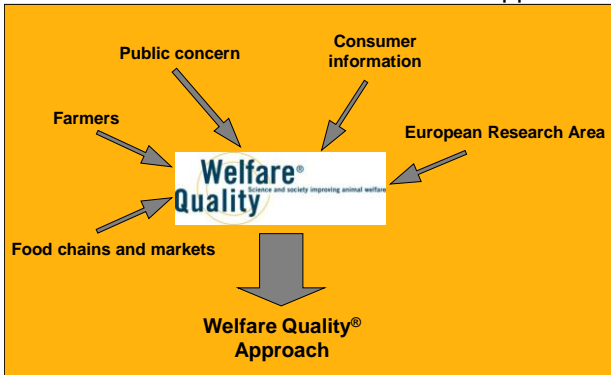 Public concern
Consumer
information
Farmers
European Research Area
Welfare®
Science and society improving animal welfare
Quality
Food chains and markets
Welfare Quality®
Approach